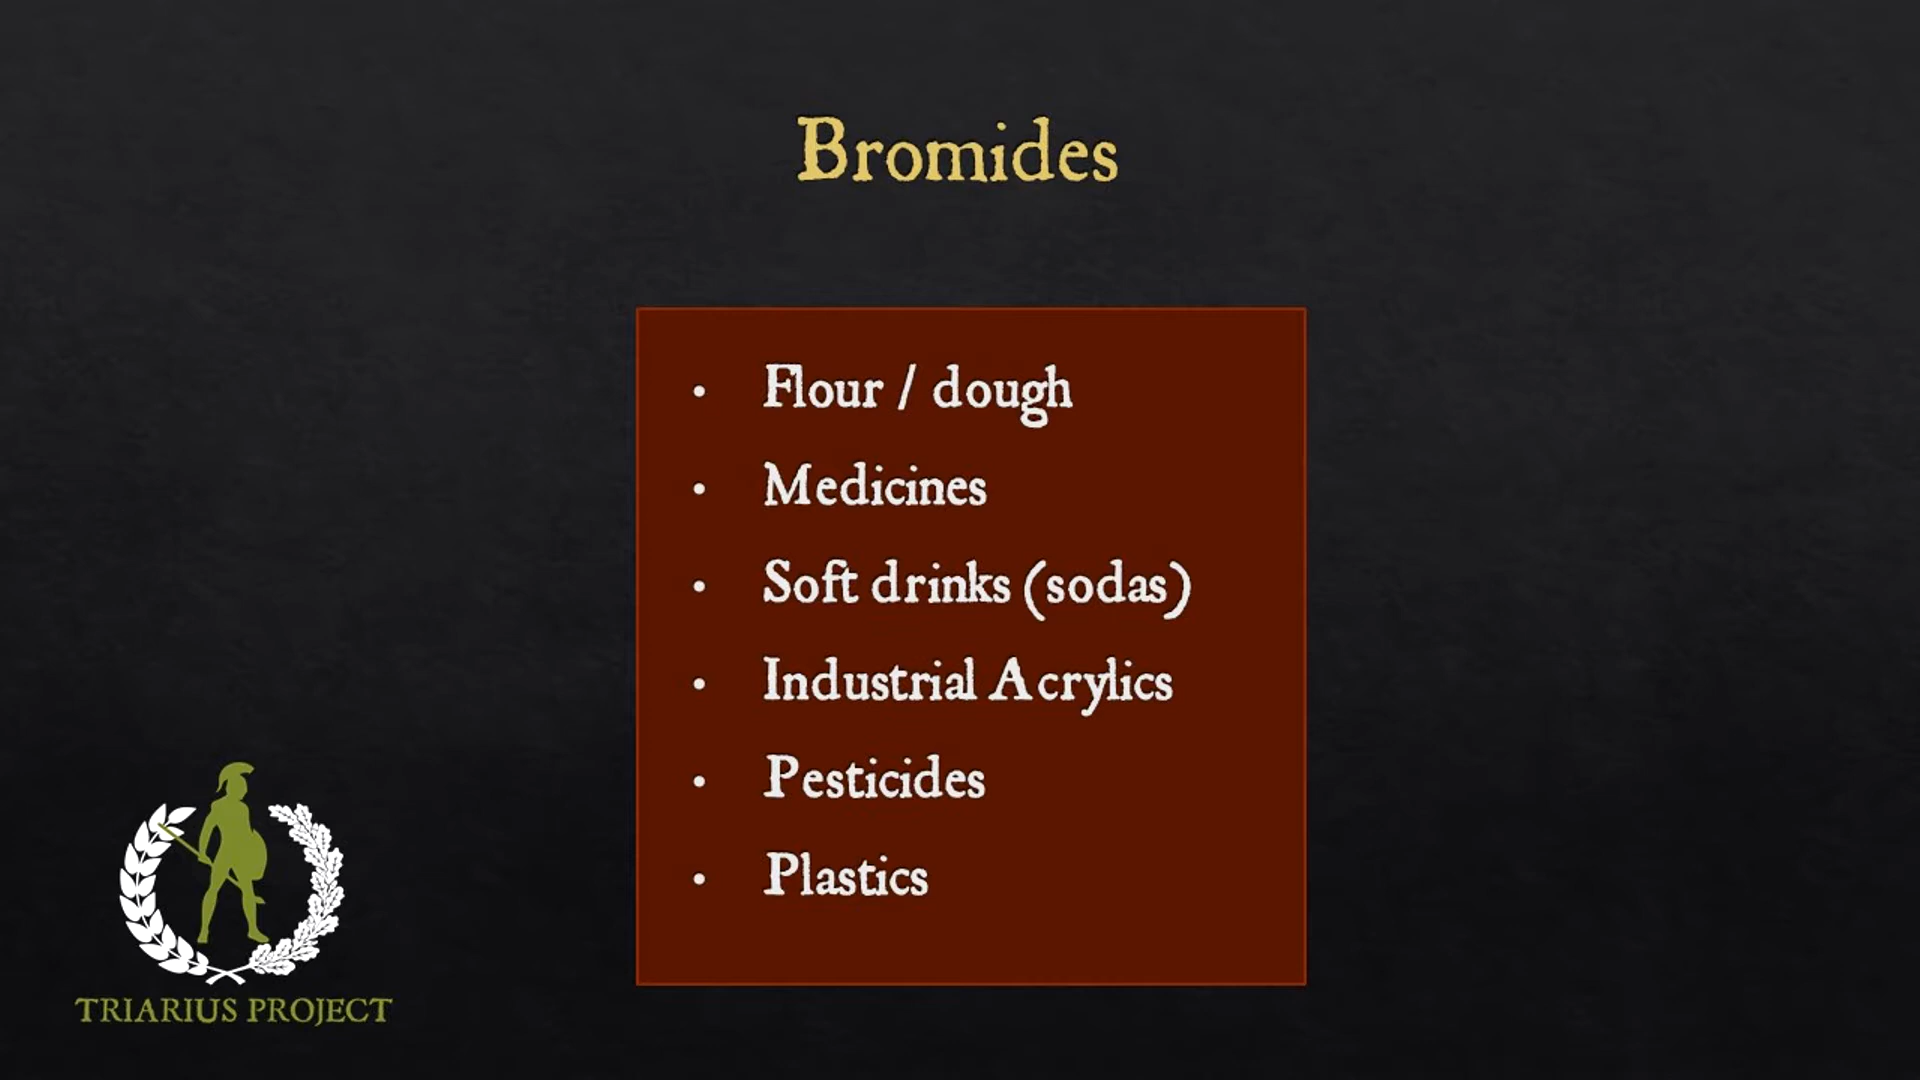 Bromides
• Flour / dough
• Medicines
• Soft drinks (sodas)
• Industrial Acrylics
• Pesticides
• Plastics
TRIARIUS PROJECT